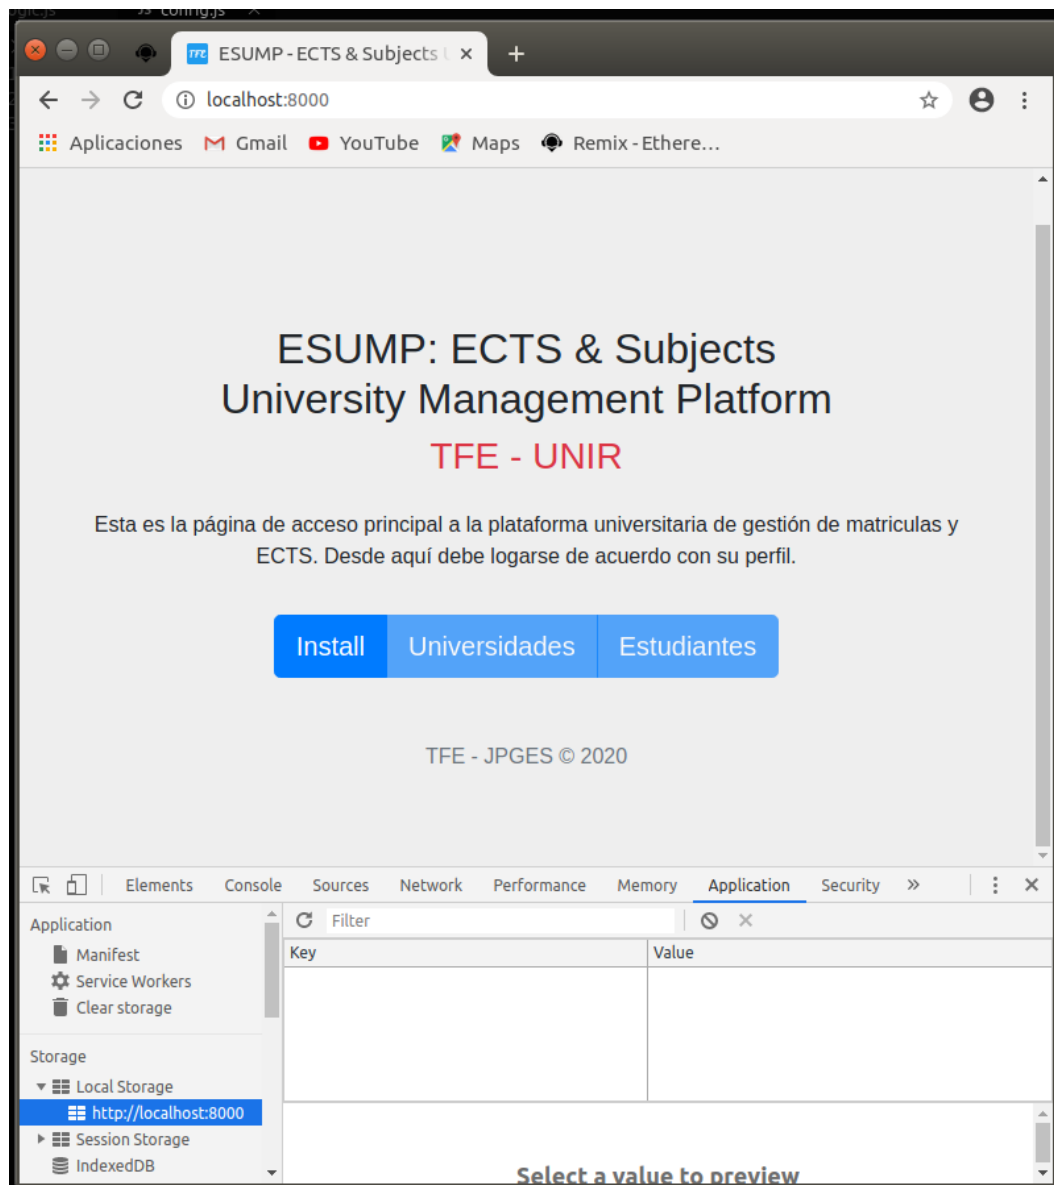 config.js
TFE ESUMP - ECTS & Subjects
localhost:8000
Aplicaciones Gmail YouTube Maps Remix - Ethere...
ESUMP: ECTS & Subjects
University Management Platform
TFE - UNIR
Esta es la página de acceso principal a la plataforma universitaria de gestión de matriculas y
ECTS. Desde aquí debe logarse de acuerdo con su perfil.
Install Universidades Estudiantes
TFE - JPGES © 2020
Elements Console Sources Network Performance Memory Application Security »
Application
Filter
Manifest
Key Value
Service Workers
Clear storage
Storage
Local Storage
http://localhost:8000
Session Storage
IndexedDB
Select a value to preview